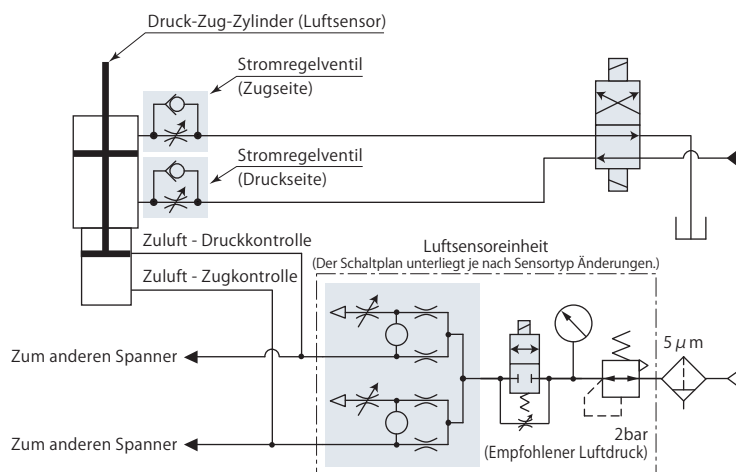 Druck-Zug-Zylinder (Luftsensor)
Stromregelventil
(Zugseite)
Stromregelventil
(Druckseite)
Zuluft - Druckkontrolle
Zuluft - Zugkontrolle
Luftsensoreinheit
(Der Schaltplan unterliegt je nach Sensortyp Änderungen.)
5 μm
Zum anderen Spanner
Zum anderen Spanner
2bar
(Empfohlener Luftdruck)